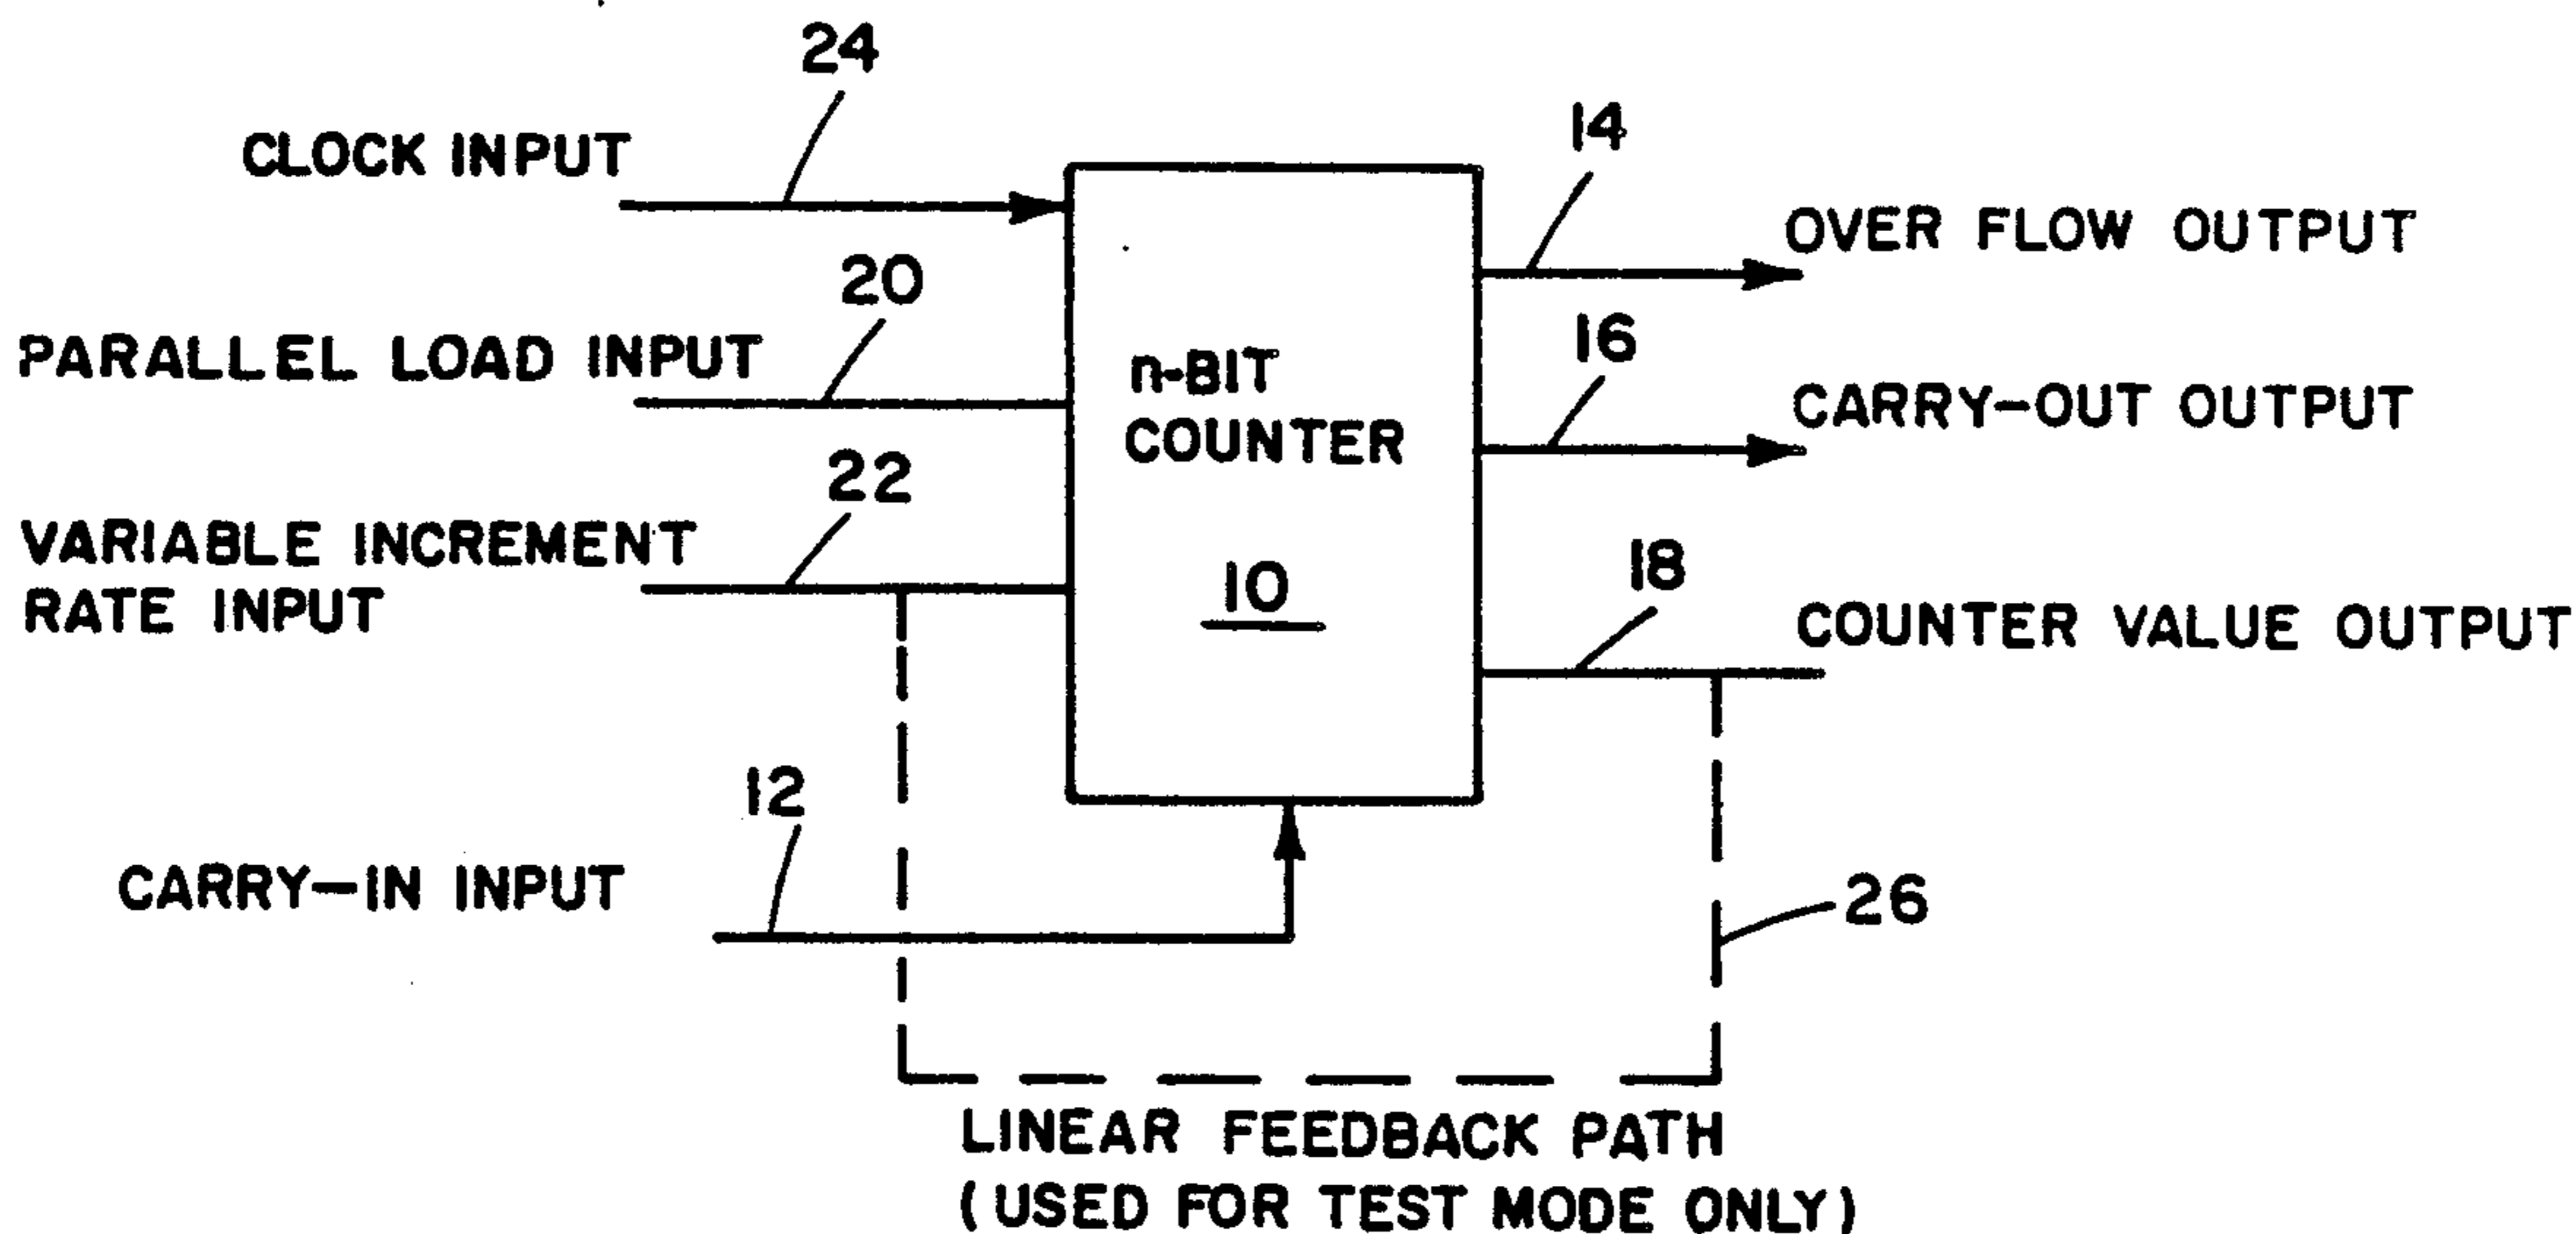 24
CLOCK INPUT
14
OVER FLOW OUTPUT
20
PARALLEL LOAD INPUT
16
CARRY-OUT OUTPUT
n-BIT
COUNTER
22
VARIABLE INCREMENT
RATE INPUT
10
18
COUNTER VALUE OUTPUT
12
CARRY-IN INPUT
26
LINEAR FEEDBACK PATH
(USED FOR TEST MODE ONLY)